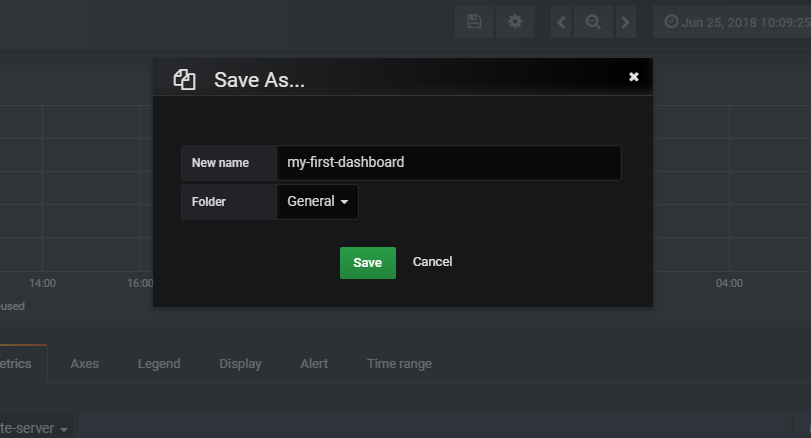 Jun 25, 2018 10:09:25
Save As...
New name my-first-dashboard
Folder General
Save Cancel
14:00 16:00 04:00
-used
etrics Axes Legend Display Alert Time range
te-server